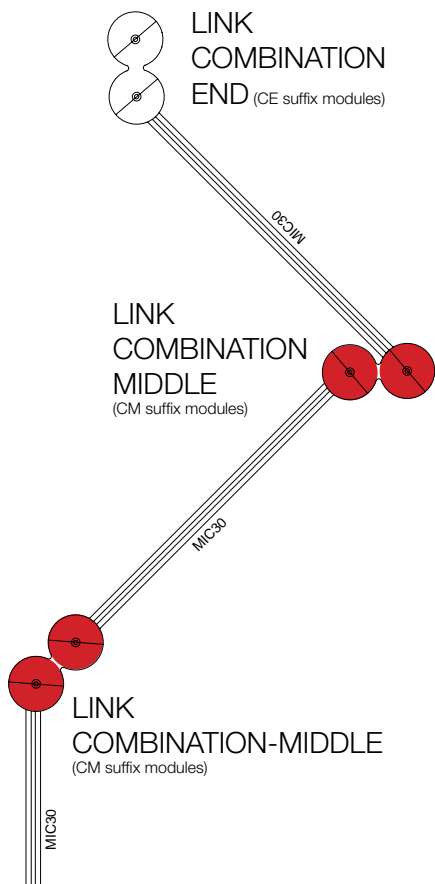 LINK
COMBINATION
END (CE suffix modules)
MIC30
LINK
COMBINATION
MIDDLE
(CM suffix modules)
MIC30
LINK
COMBINATION-MIDDLE
(CM suffix modules)
MIC30